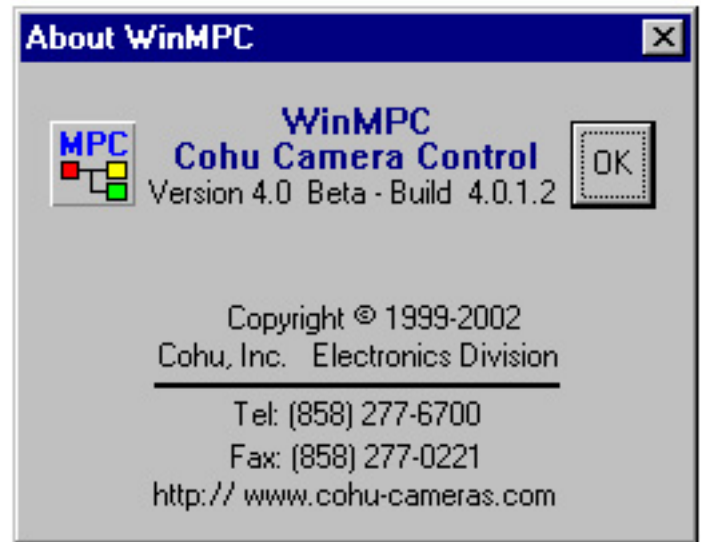 About WinMPC
MPC
WinMPC
Cohu Camera Control
Version 4.0 Beta - Build 4.0.1.2
OK
Copyright © 1999-2002
Cohu, Inc. Electronics Division
Tel: (858) 277-6700
Fax: (858) 277-0221
http:// www.cohu-cameras.com